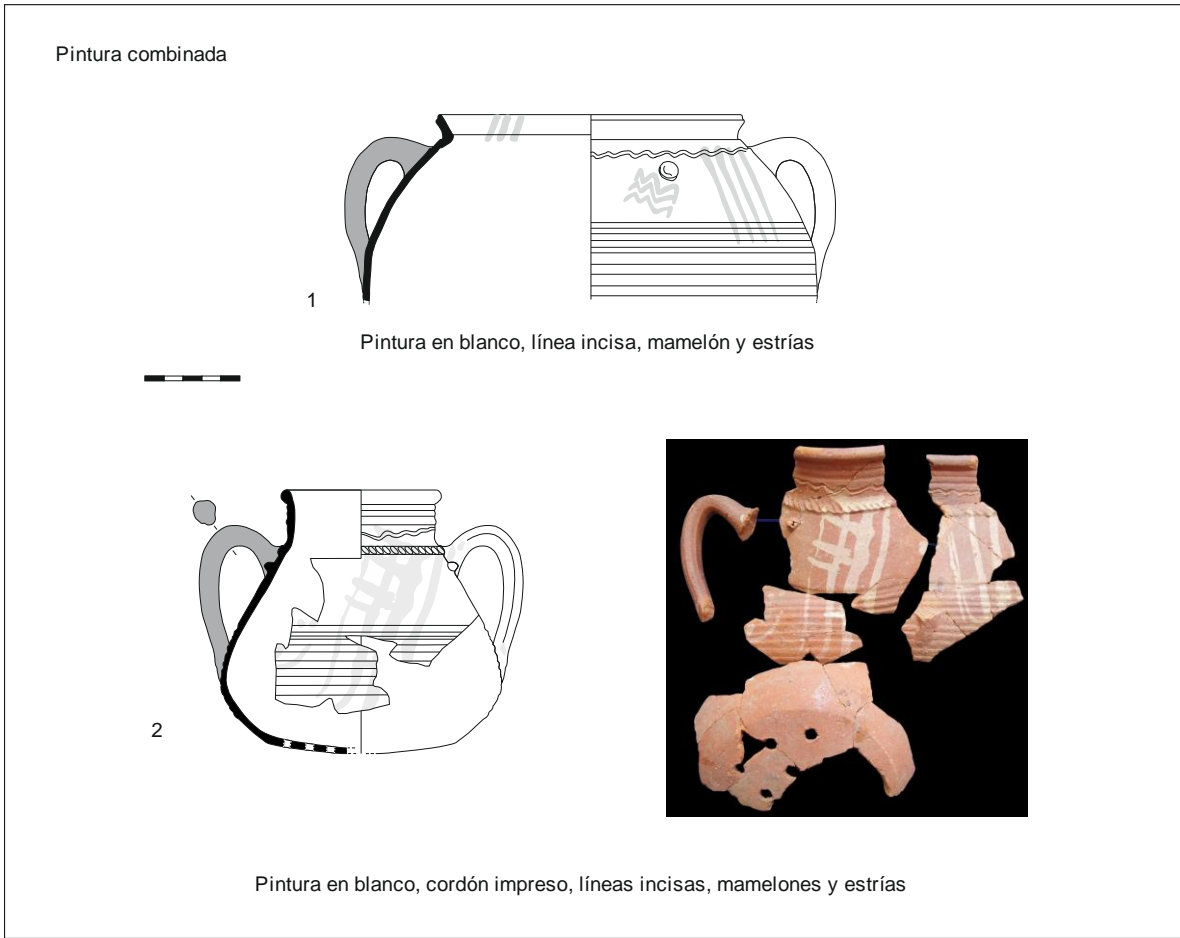 Pintura combinada
1
Pintura en blanco, línea incisa, mamelón y estrías
2
Pintura en blanco, cordón impreso, líneas incisas, mamelones y estrías